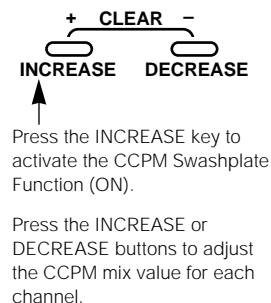 + CLEAR –
INCREASE DECREASE
Press the INCREASE key to
activate the CCPM Swashplate
Function (ON).
Press the INCREASE or
DECREASE buttons to adjust
the CCPM mix value for each
channel.